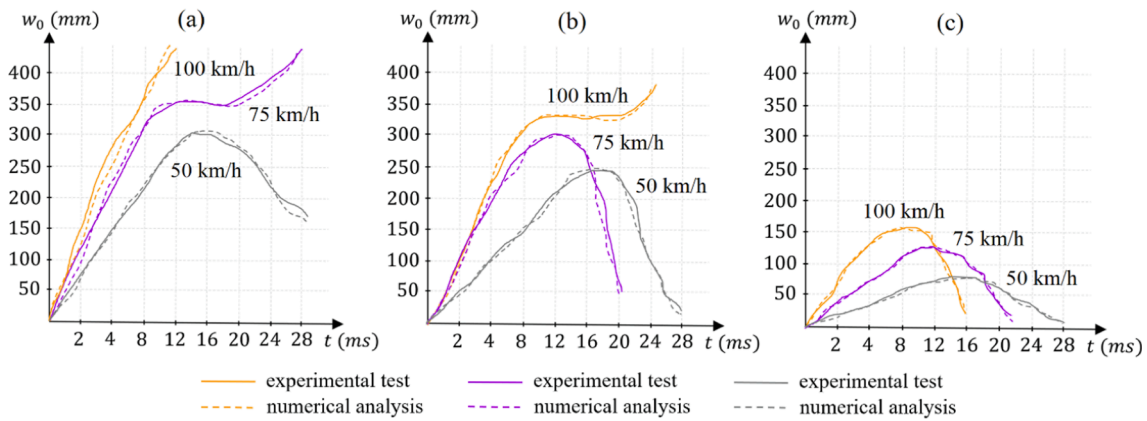 w₀ (mm) (a)
400
350
300
250
200
150
100
50
100 km/h
75 km/h
50 km/h
2 4 8 12 16 20 24 28 t (ms)
w₀ (mm) (b)
400
350
300
250
200
150
100
50
100 km/h
75 km/h
50 km/h
2 4 8 12 16 20 24 28 t (ms)
w₀ (mm) (c)
400
350
300
250
200
150
100
50
100 km/h
75 km/h
50 km/h
2 4 8 12 16 20 24 28 t (ms)
experimental test experimental test experimental test
numerical analysis numerical analysis numerical analysis